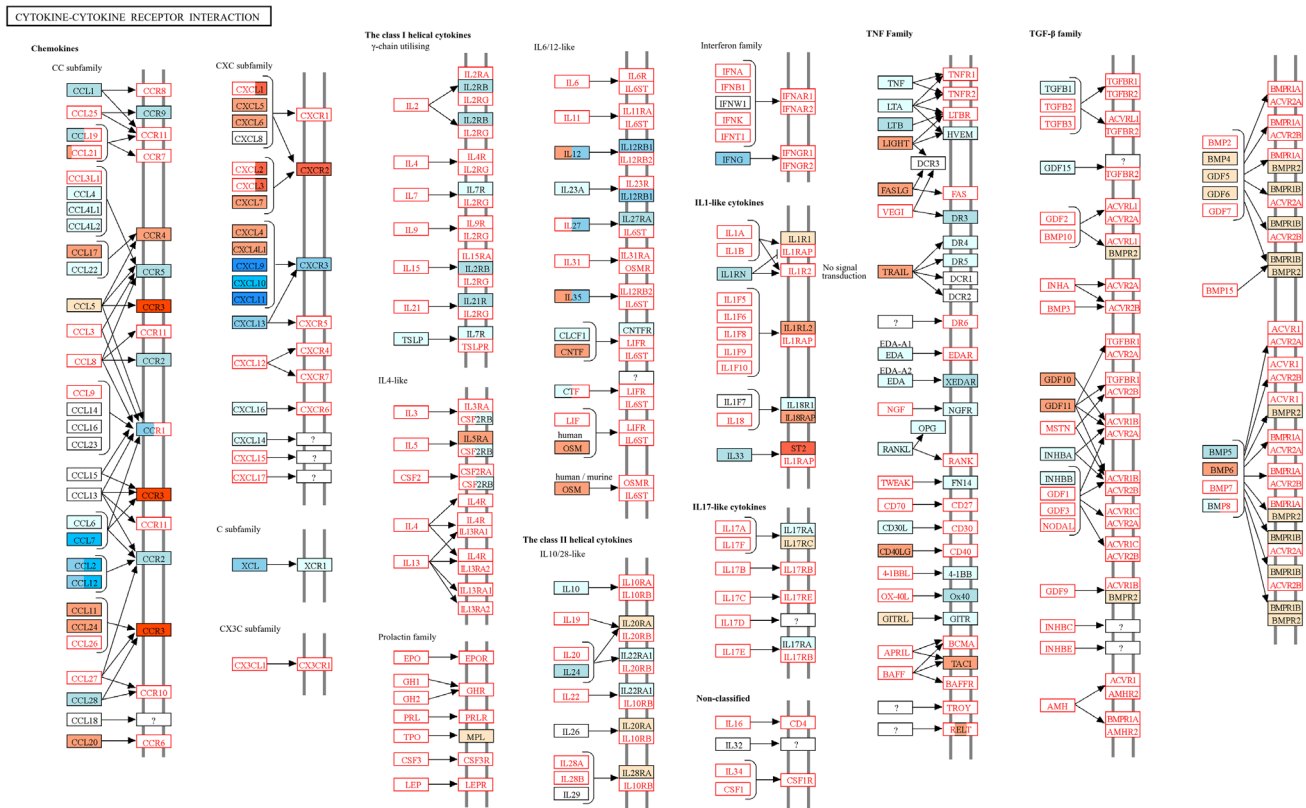 CYTOKINE-CYTOKINE RECEPTOR INTERACTION
Chemokines
CC subfamily
CCL1
CCL25
CCL19
CCL21
CCL3L1
CCL4
CCL4L1
CCL4L2
CCL17
CCL22
CCL5
CCL3
CCL8
CCL9
CCL14
CCL16
CCL23
CCL15
CCL13
CCL6
CCL7
CCL2
CCL12
CCL11
CCL24
CCL26
CCL27
CCL28
CCL18
CCL20
CCR8
CCR9
CCR11
CCR7
CCR4
CCR5
CCR3
CCR11
CCR2
CCR1
CCR3
CCR11
CCR2
CCR3
CCR10
?
CCR6
CXC subfamily
CXCL1
CXCL5
CXCL6
CXCL8
CXCL2
CXCL3
CXCL7
CXCL4
CXCL4L1
CXCL9
CXCL10
CXCL11
CXCL13
CXCL12
CXCL16
CXCL14
CXCL15
CXCL17
CXCR1
CXCR2
CXCR3
CXCR5
CXCR4
CXCR7
CXCR6
?
?
?
C subfamily
XCL
XCR1
CX3C subfamily
CX3CL1
CX3CR1
The class I helical cytokines
γ-chain utilising
IL2
IL4
IL7
IL9
IL15
IL21
TSLP
IL2RA
IL2RB
IL2RG
IL2RB
IL2RG
IL4R
IL2RG
IL7R
IL2RG
IL9R
IL2RG
IL15RA
IL2RB
IL2RG
IL21R
IL2RG
IL7R
TSLPR
IL4-like
IL3
IL5
CSF2
IL4
IL13
IL3RA
CSF2RB
IL5RA
CSF2RB
CSF2RA
CSF2RB
IL4R
IL2RG
IL4R
IL13RA1
IL4R
IL13RA2
IL13RA1
IL13RA2
Prolactin family
EPO
GH1
GH2
PRL
TPO
CSF3
LEP
EPOR
GHR
PRLR
MPL
CSF3R
LEPR
IL6/12-like
IL6
IL11
IL12
IL23A
IL27
IL31
IL35
CLCF1
CNTF
CTF
LIF
human
OSM
human / murine
OSM
IL6R
IL6ST
IL11RA
IL6ST
IL12RB1
IL12RB2
IL23R
IL12RB1
IL27RA
IL6ST
IL31RA
OSMR
IL12RB2
IL6ST
CNTFR
LIFR
IL6ST
?
LIFR
IL6ST
LIFR
IL6ST
OSMR
IL6ST
The class II helical cytokines
IL10/28-like
IL10
IL19
IL20
IL24
IL22
IL26
IL28A
IL28B
IL29
IL10RA
IL10RB
IL20RA
IL20RB
IL22RA1
IL20RB
IL22RA1
IL10RB
IL20RA
IL10RB
IL28RA
IL10RB
Interferon family
IFNA
IFNB1
IFNW1
IFNK
IFNT1
IFNG
IFNAR1
IFNAR2
IFNGR1
IFNGR2
IL1-like cytokines
IL1A
IL1B
IL1RN
IL1F5
IL1F6
IL1F8
IL1F9
IL1F10
IL1F7
IL18
IL33
IL1R1
IL1RAP
IL1R2
No signal
transduction
IL1RL2
IL1RAP
IL18R1
IL18RAP
ST2
IL1RAP
IL17-like cytokines
IL17A
IL17F
IL17B
IL17C
IL17D
IL17E
IL17RA
IL17RC
IL17RB
IL17RE
?
IL17RA
IL17RB
Non-classified
IL16
IL32
IL34
CSF1
CD4
?
CSF1R
TNF Family
TNF
LTA
LTB
LIGHT
FASLG
VEGI
TRAIL
?
EDA-A1
EDA
EDA-A2
EDA
NGF
RANKL
TWEAK
CD70
CD30L
CD40LG
4-1BBL
OX-40L
GITRL
APRIL
BAFF
?
?
TNFR1
TNFR2
LTBR
HVEM
DCR3
FAS
DR3
DR4
DR5
DCR1
DCR2
DR6
EDAR
XEDAR
NGFR
OPG
RANK
FN14
CD27
CD30
CD40
4-1BB
Ox40
GITR
BCMA
TACI
BAFFR
TROY
RELT
TGF-β family
TGFB1
TGFB2
TGFB3
GDF15
GDF2
BMP10
INHA
BMP3
GDF10
GDF11
MSTN
INHBA
INHBB
GDF1
GDF3
NODAL
GDF9
INHBC
INHBE
AMH
TGFBR1
TGFBR2
ACVRL1
TGFBR2
?
TGFBR2
ACVRL1
ACVR2A
ACVRL1
BMPR2
ACVR2A
ACVR2B
TGFBR1
ACVR2A
TGFBR1
ACVR2B
ACVR1B
ACVR2A
ACVR1B
ACVR2B
ACVR1C
ACVR2A
ACVR1C
ACVR2B
ACVR1B
BMPR2
?
?
ACVR1
AMHR2
BMPR1A
AMHR2
BMP2
BMP4
GDF5
GDF6
GDF7
BMP15
BMP5
BMP6
BMP7
BMP8
BMPR1A
ACVR2A
BMPR1A
ACVR2B
BMPR1A
BMPR2
BMPR1B
ACVR2A
BMPR1B
ACVR2B
BMPR1B
BMPR2
ACVR1
ACVR2A
ACVR1
ACVR2B
ACVR1
BMPR2
BMPR1A
ACVR2A
BMPR1A
ACVR2B
BMPR1A
BMPR2
BMPR1B
ACVR2A
BMPR1B
ACVR2B
BMPR1B
BMPR2